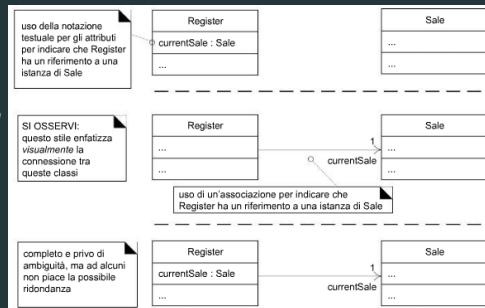 uso della notazione
testuale per gli attributi
per indicare che Register
ha un riferimento a una
istanza di Sale
Register
currentSale : Sale
...
Sale
...
...
SI OSSERVI:
questo stile enfatizza
visualmente la
connessione tra
queste classi
Register
...
...
1
currentSale
Sale
...
...
uso di un'associazione per indicare che
Register ha un riferimento a una istanza di Sale
completo e privo di
ambiguità, ma ad alcuni
non piace la possibile
ridondanza
Register
currentSale : Sale
...
1
currentSale
Sale
...
...